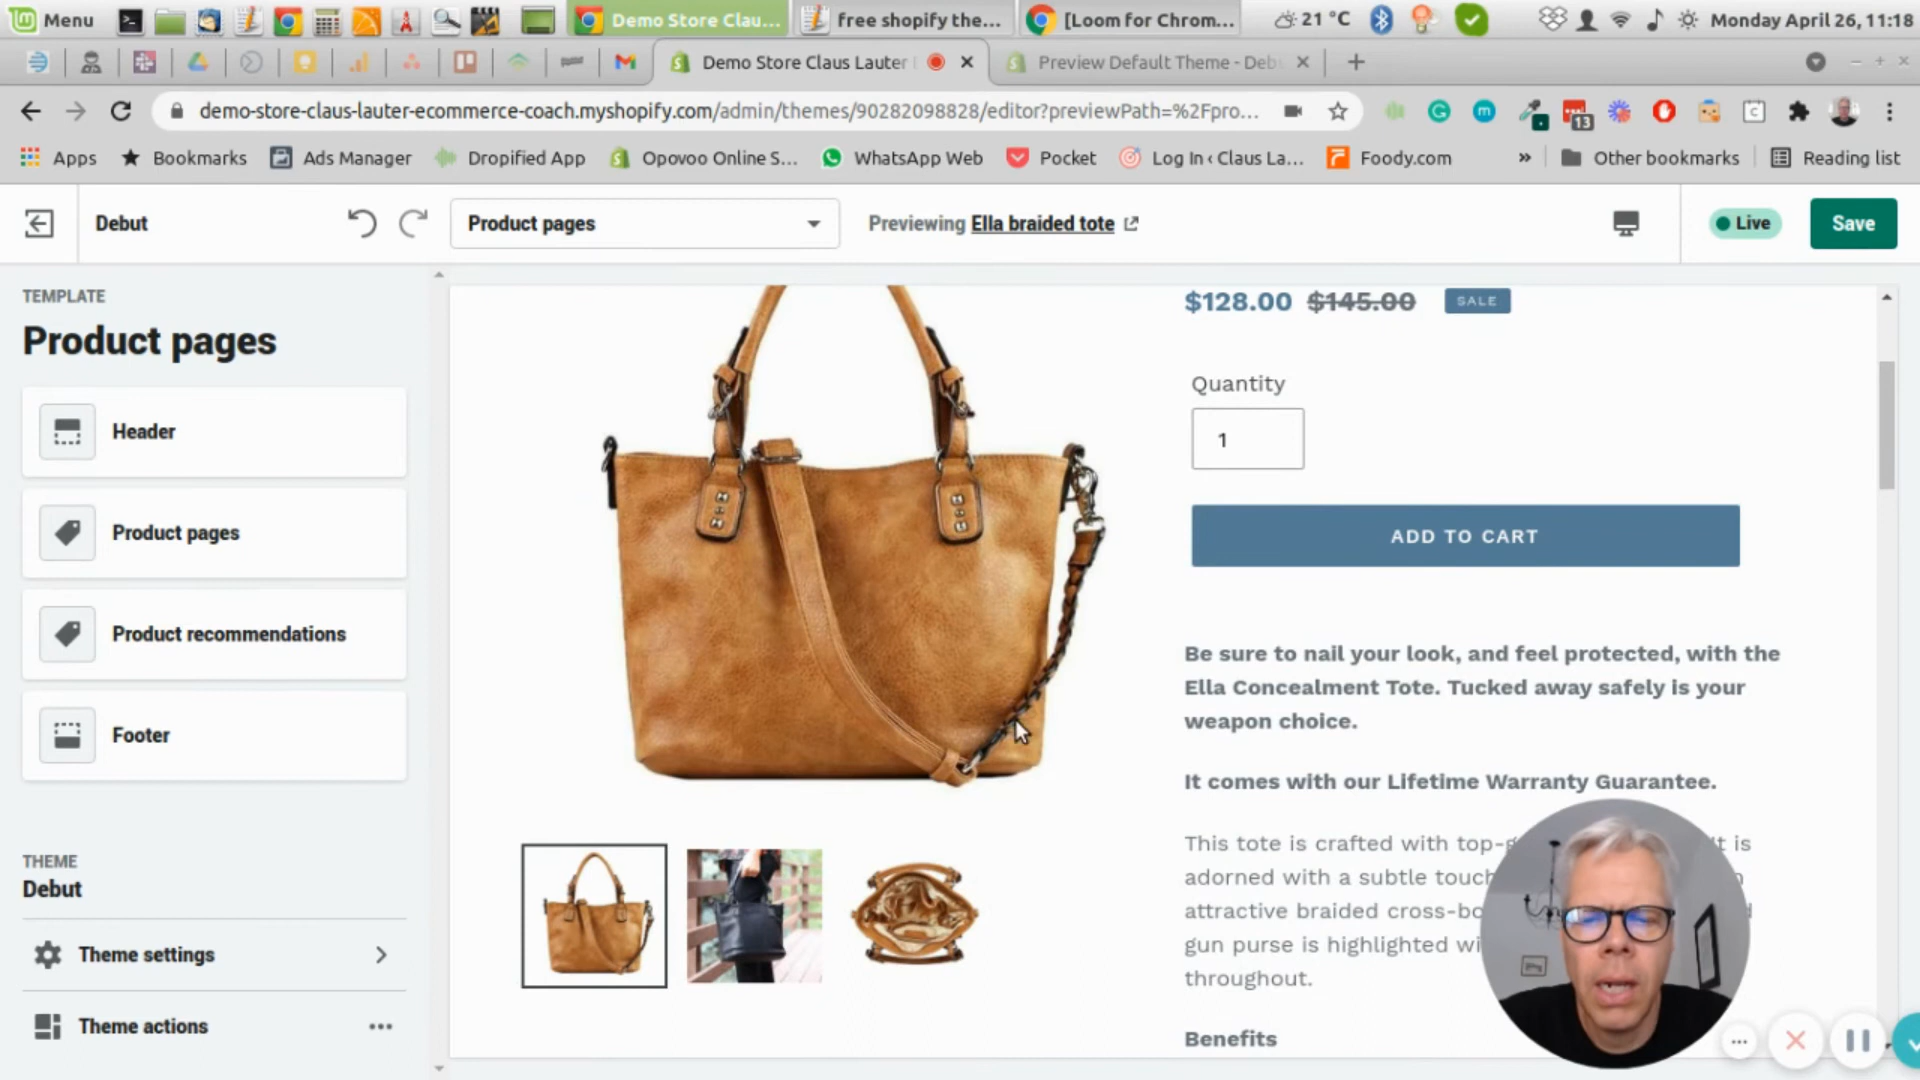 Menu
Demo Store Clau...
free shopify the...
[Loom for Chrom...
21 °C
Monday April 26, 11:18
Demo Store Claus Lauter
Preview Default Theme - Deb
demo-store-claus-lauter-ecommerce-coach.myshopify.com/admin/themes/90282098828/editor?previewPath=%2Fpro...
13
Apps
Bookmarks
Ads Manager
Dropified App
Opovoo Online S...
WhatsApp Web
Pocket
Log In ‹ Claus La...
Foody.com
»
Other bookmarks
Reading list
Debut
Product pages
Previewing Ella braided tote
Live
Save
TEMPLATE
Product pages
Header
Product pages
Product recommendations
Footer
THEME
Debut
Theme settings
Theme actions
$128.00 $145.00 SALE
Quantity
1
ADD TO CART
Be sure to nail your look, and feel protected, with the
Ella Concealment Tote. Tucked away safely is your
weapon choice.
It comes with our Lifetime Warranty Guarantee.
This tote is crafted with top-g t is
adorned with a subtle touch
attractive braided cross-bo
gun purse is highlighted wi
throughout.
Benefits